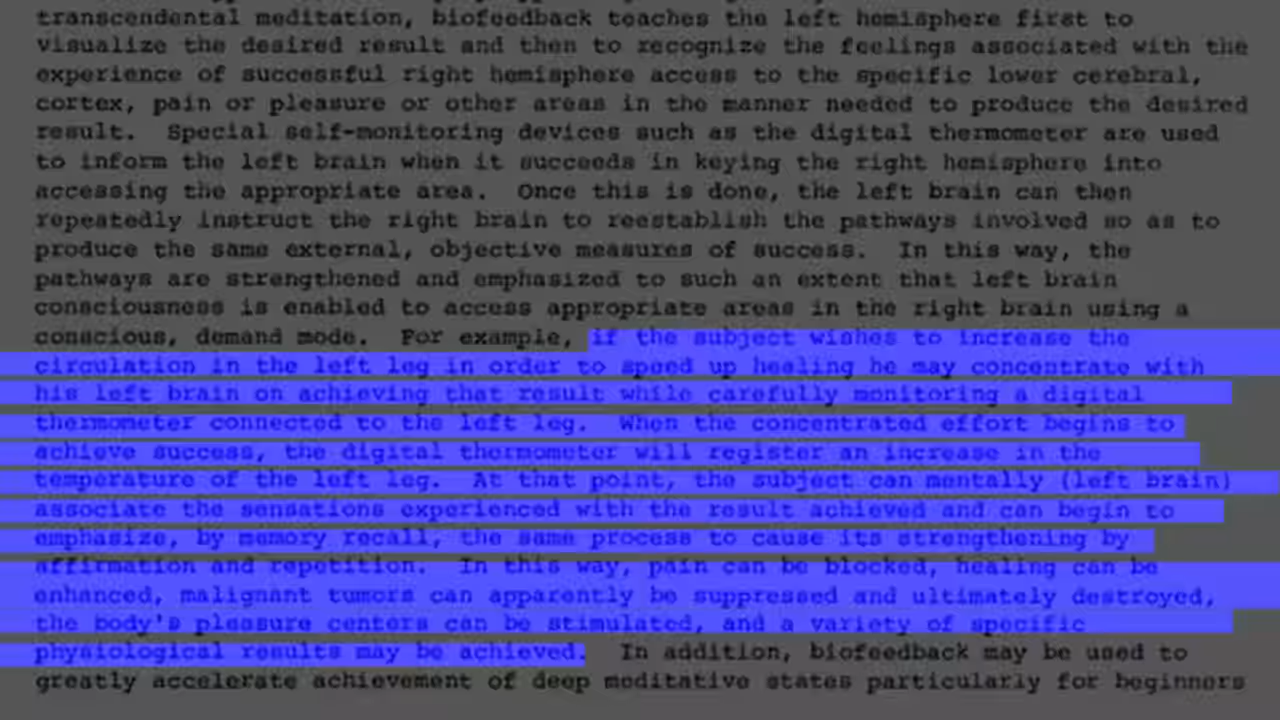 transcendental meditation, biofeedback teaches the left hemisphere first to
visualize the desired result and then to recognize the feelings associated with the
experience of successful right hemisphere access to the specific lower cerebral,
cortex, pain or pleasure or other areas in the manner needed to produce the desired
result.  Special self-monitoring devices such as the digital thermometer are used
to inform the left brain when it succeeds in keying the right hemisphere into
accessing the appropriate area.  Once this is done, the left brain can then
repeatedly instruct the right brain to reestablish the pathways involved so as to
produce the same external, objective measures of success.  In this way, the
pathways are strengthened and emphasized to such an extent that left brain
consciousness is enabled to access appropriate areas in the right brain using a
conscious, demand mode.  For example, if the subject wishes to increase the
circulation in the left leg in order to speed up healing he may concentrate with
his left brain on achieving that result while carefully monitoring a digital
thermometer connected to the left leg.  When the concentrated effort begins to
achieve success, the digital thermometer will register an increase in the
temperature of the left leg.  At that point, the subject can mentally (left brain)
associate the sensations experienced with the result achieved and can begin to
emphasize, by memory recall, the same process to cause its strengthening by
affirmation and repetition.  In this way, pain can be blocked, healing can be
enhanced, malignant tumors can apparently be suppressed and ultimately destroyed,
the body's pleasure centers can be stimulated, and a variety of specific
physiological results may be achieved.  In addition, biofeedback may be used to
greatly accelerate achievement of deep meditative states particularly for beginners